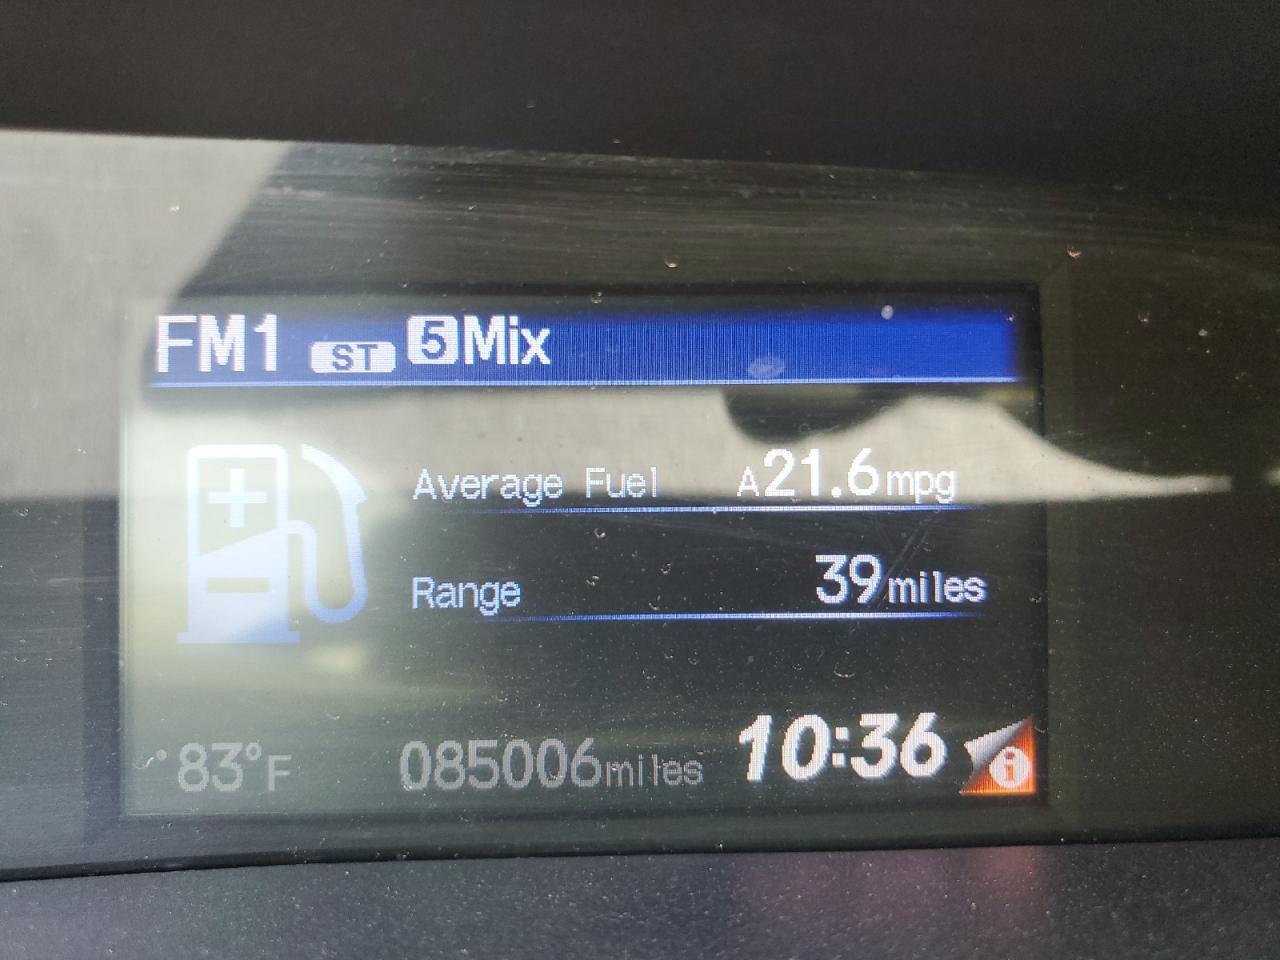 FM1 ST 5 Mix
Average Fuel A21.6mpg
Range 39miles
83°F 085006miles 10:36 i